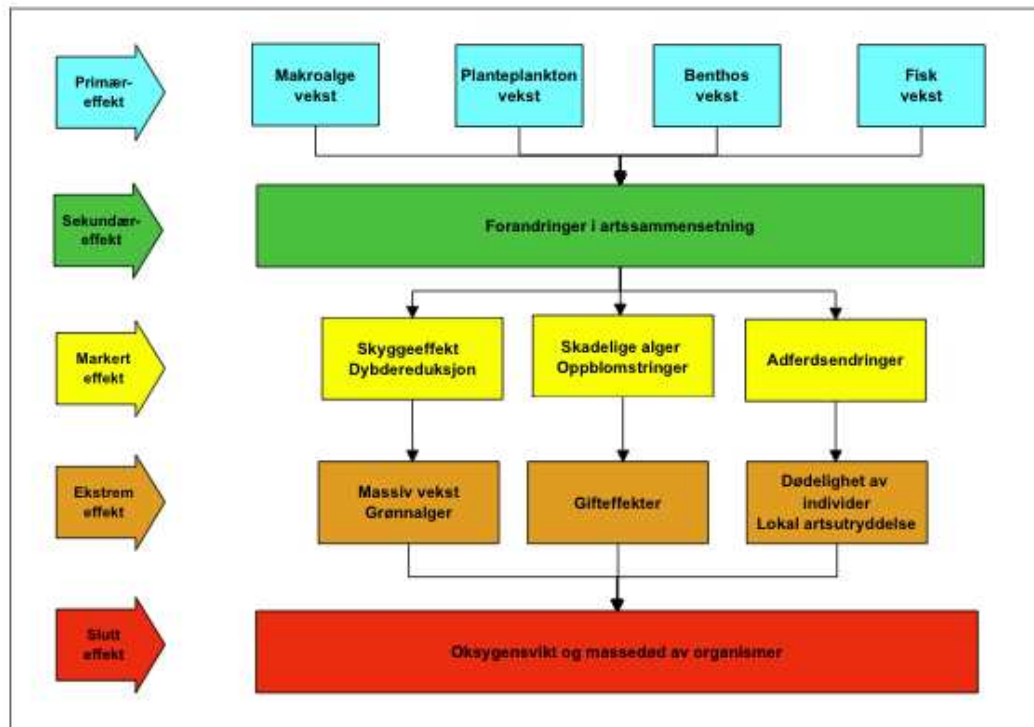 Primær-
effekt
Makroalge
vekst
Planteplankton
vekst
Benthos
vekst
Fisk
vekst
Sekundær-
effekt
Forandringer i artssammensetning
Markert
effekt
Skyggeeffekt
Dybdereduksjon
Skadelige alger
Oppblomstringer
Adferdsendringer
Ekstrem
effekt
Massiv vekst
Grønnalger
Gifteffekter
Dødelighet av
individer
Lokal artsutryddelse
Slutt
effekt
Oksygensvikt og massedød av organismer